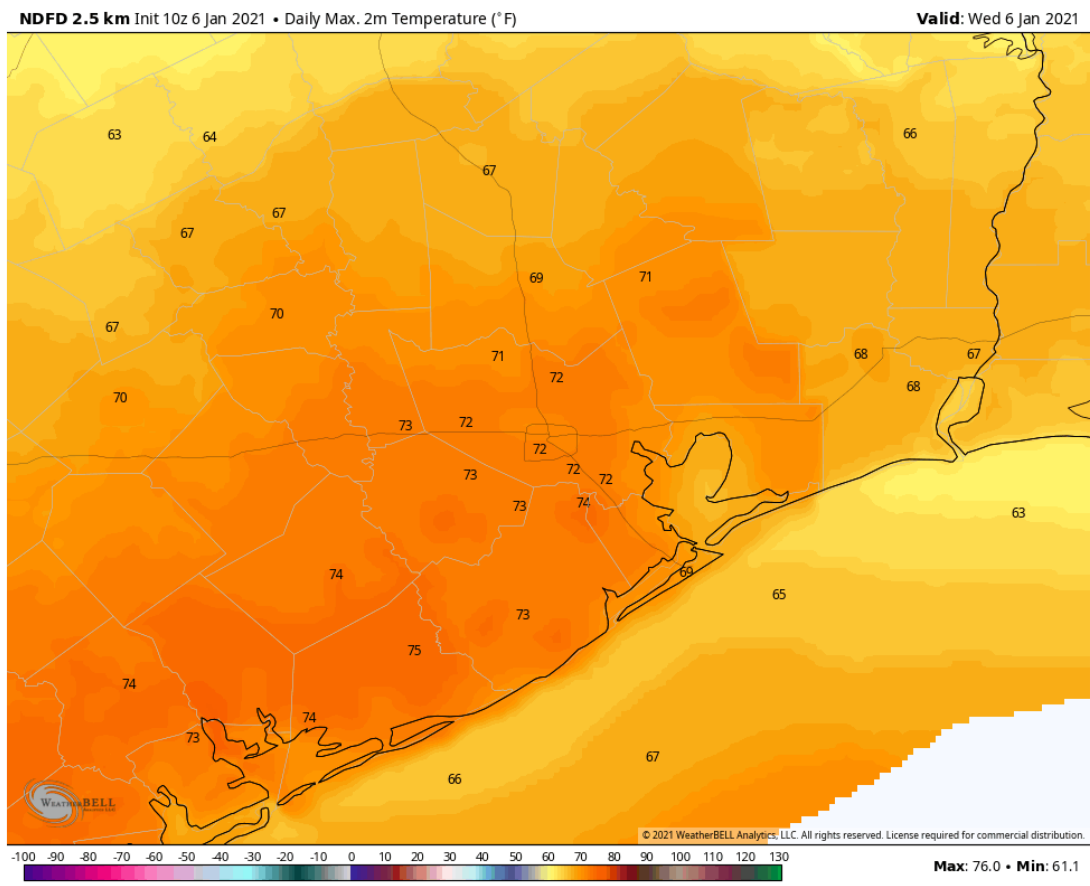 NDFD 2.5 km Init 10z 6 Jan 2021 • Daily Max. 2m Temperature (°F) Valid: Wed 6 Jan 2021
63 64 66
67
67
67
69 71
70
67
71 68 67
72
70 68
73 72
72
73 72 72
73 74 63
74 69
65
73
75
74
74
73
67
66
WEATHERBELL
© 2021 WeatherBELL Analytics, LLC. All rights reserved. License required for commercial distribution.
-100 -90 -80 -70 -60 -50 -40 -30 -20 -10 0 10 20 30 40 50 60 70 80 90 100 110 120 130
Max: 76.0 • Min: 61.1